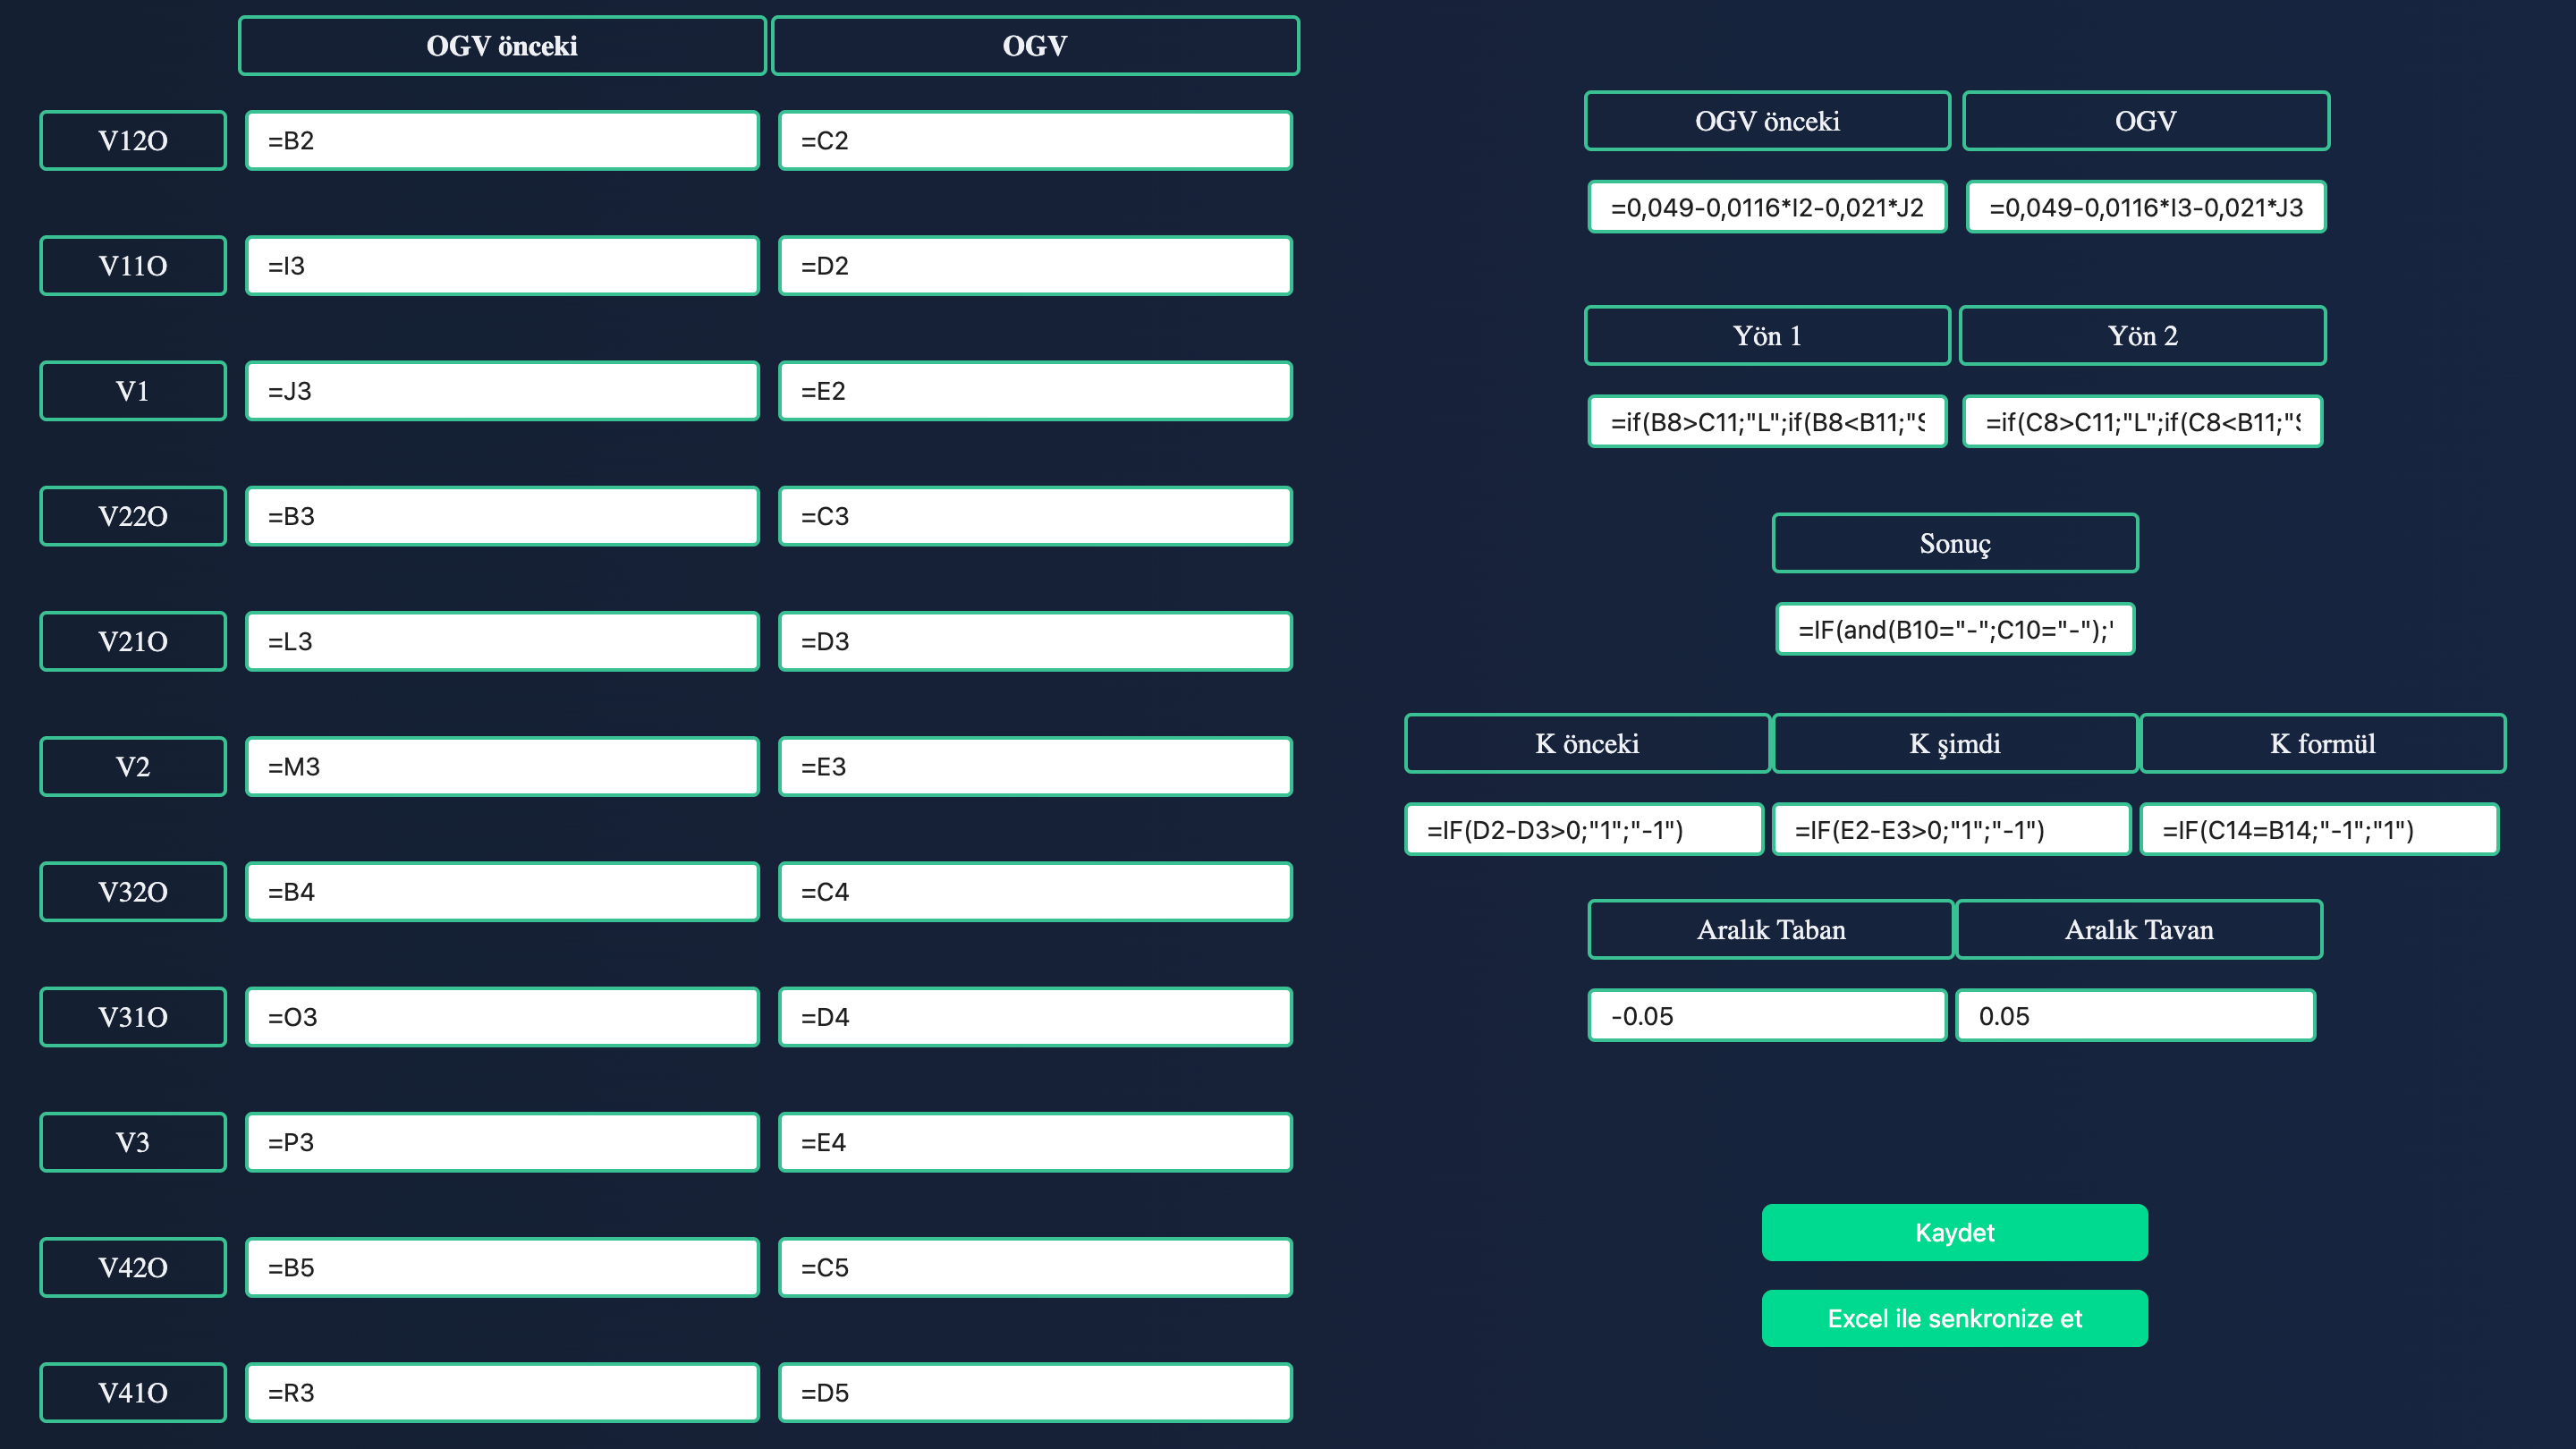 OGV önceki OGV
V12O =B2 =C2
V11O =I3 =D2
V1 =J3 =E2
V22O =B3 =C3
V21O =L3 =D3
V2 =M3 =E3
V32O =B4 =C4
V31O =O3 =D4
V3 =P3 =E4
V42O =B5 =C5
V41O =R3 =D5
OGV önceki OGV
=0,049-0,0116*I2-0,021*J2 =0,049-0,0116*I3-0,021*J3
Yön 1 Yön 2
=if(B8>C11;"L";if(B8<B11;"S =if(C8>C11;"L";if(C8<B11;"S
Sonuç
=IF(and(B10="-";C10="-");"
K önceki K şimdi K formül
=IF(D2-D3>0;"1";"-1") =IF(E2-E3>0;"1";"-1") =IF(C14=B14;"-1";"1")
Aralık Taban Aralık Tavan
-0.05 0.05
Kaydet
Excel ile senkronize et